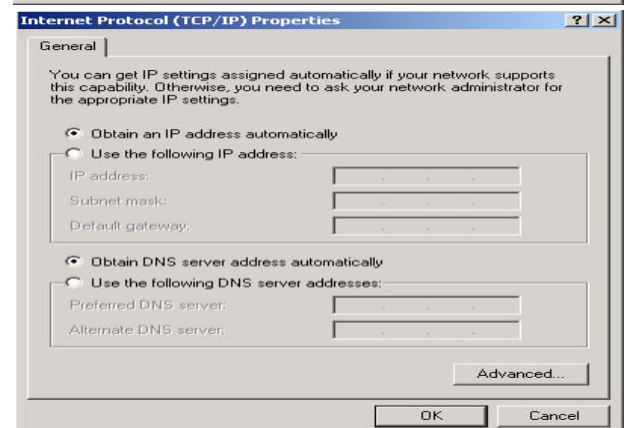 Internet Protocol (TCP/IP) Properties
General
You can get IP settings assigned automatically if your network supports
this capability. Otherwise, you need to ask your network administrator for
the appropriate IP settings.
Obtain an IP address automatically
Use the following IP address:
IP address:
Subnet mask:
Default gateway:
Obtain DNS server address automatically
Use the following DNS server addresses:
Preferred DNS server:
Alternate DNS server:
Advanced...
OK Cancel